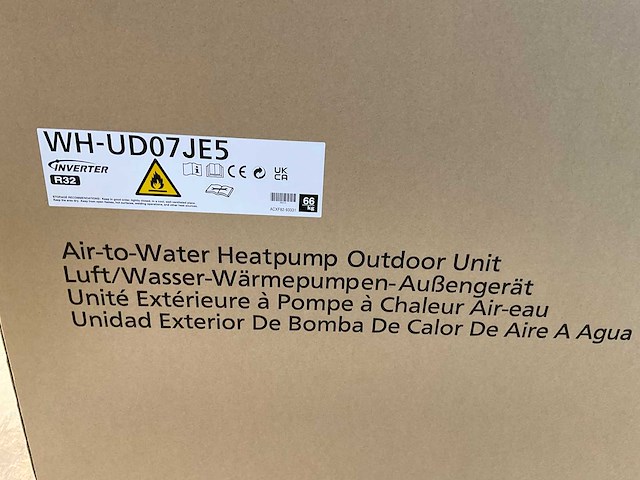 WH-UD07JE5
INVERTER
R32
CE
UK
CA
66
kg
Air-to-Water Heatpump Outdoor Unit
Luft/Wasser-Wärmepumpen-Außengerät
Unité Extérieure à Pompe à Chaleur Air-eau
Unidad Exterior De Bomba De Calor De Aire A Agua